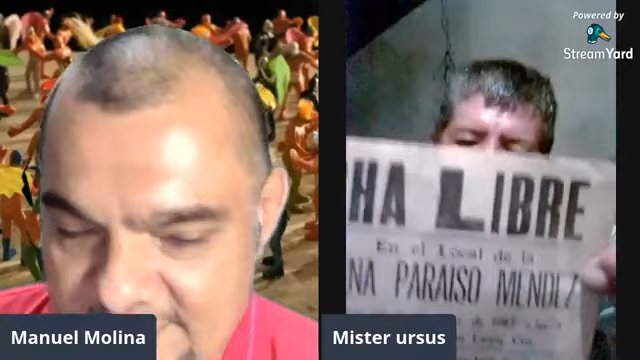 Powered by
StreamYard
HA LIBRE
En el Local de la
NA PARAISO MENDEZ
Manuel Molina
Mister ursus